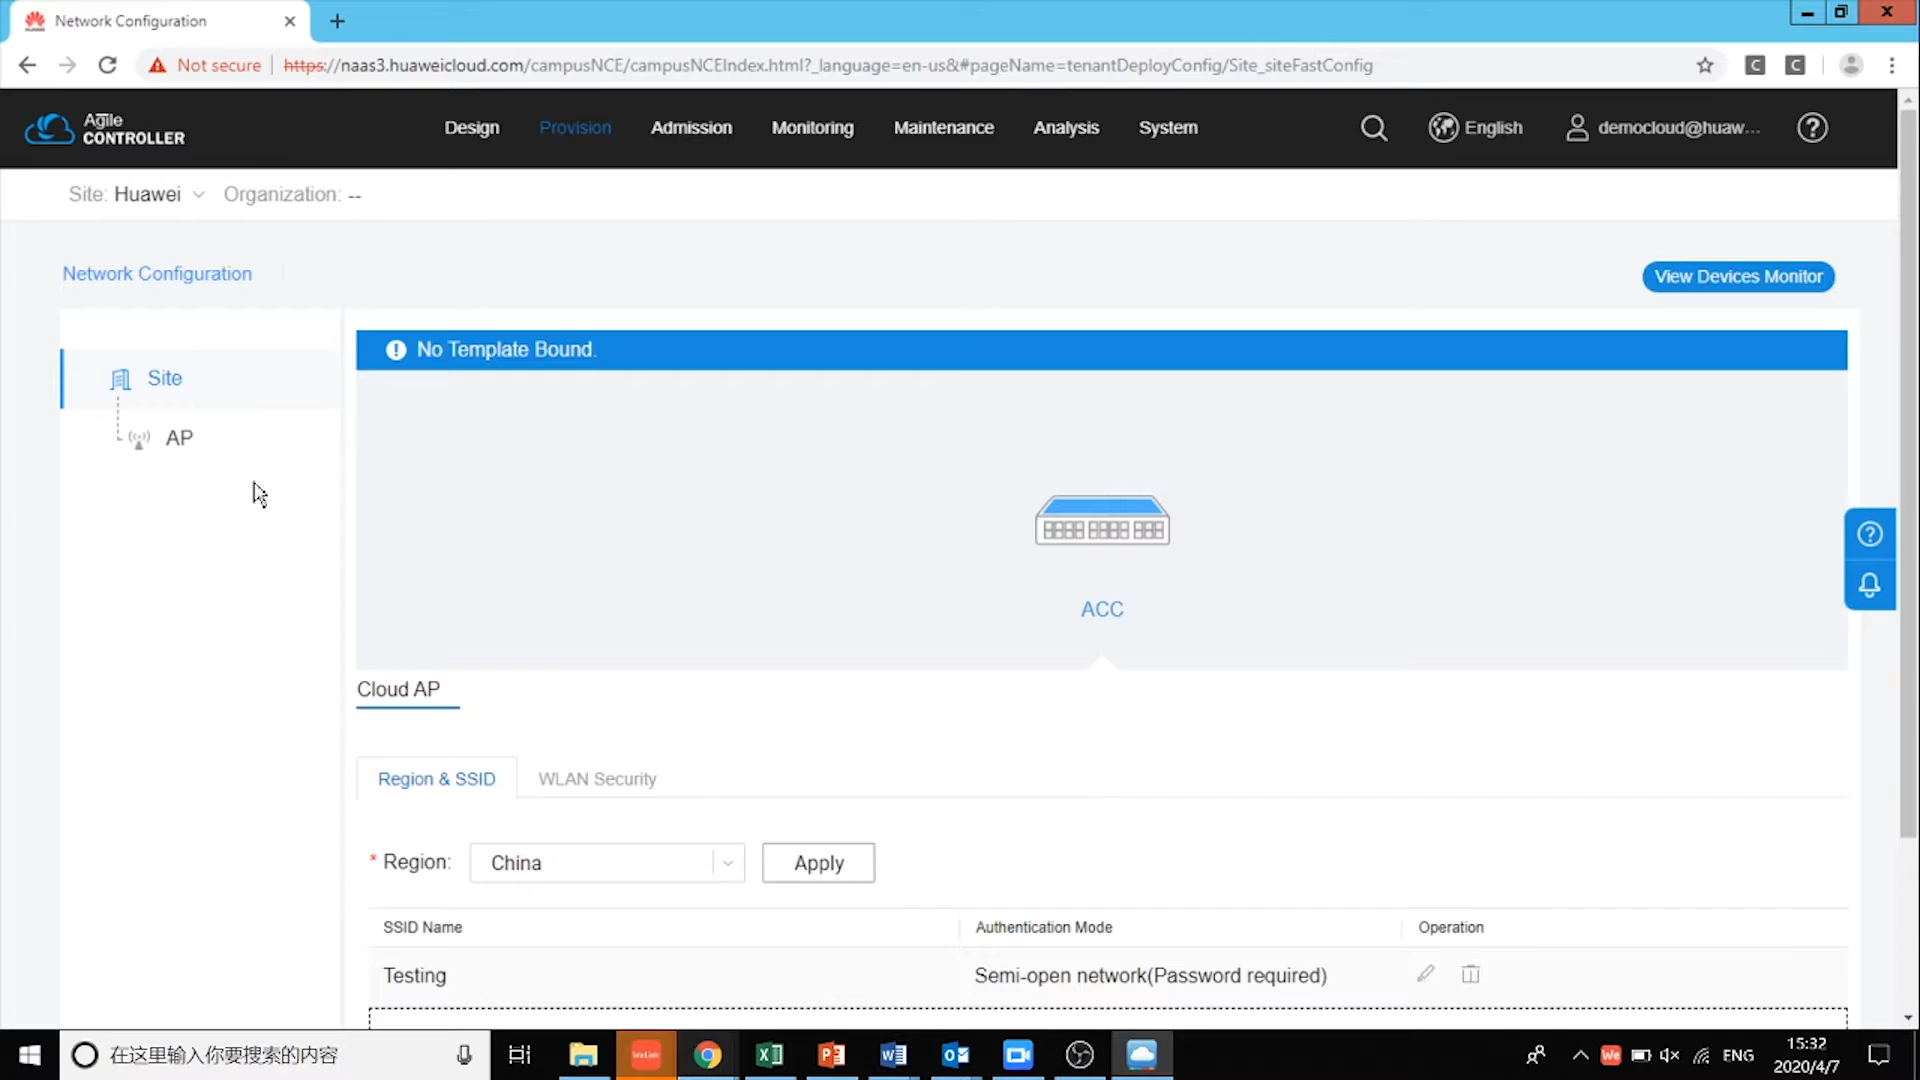 Network Configuration
Not secure
https://naas3.huaweicloud.com/campusNCE/campusNCEIndex.html?_language=en-us&#pageName=tenantDeployConfig/Site_siteFastConfig
Agile
CONTROLLER
Design
Provision
Admission
Monitoring
Maintenance
Analysis
System
English
democloud@huaw...
Site: Huawei
Organization: --
Network Configuration
View Devices Monitor
No Template Bound.
Site
AP
ACC
Cloud AP
Region & SSID
WLAN Security
* Region:
China
Apply
SSID Name
Authentication Mode
Operation
Testing
Semi-open network(Password required)
在这里输入你要搜索的内容
ENG
15:32
2020/4/7